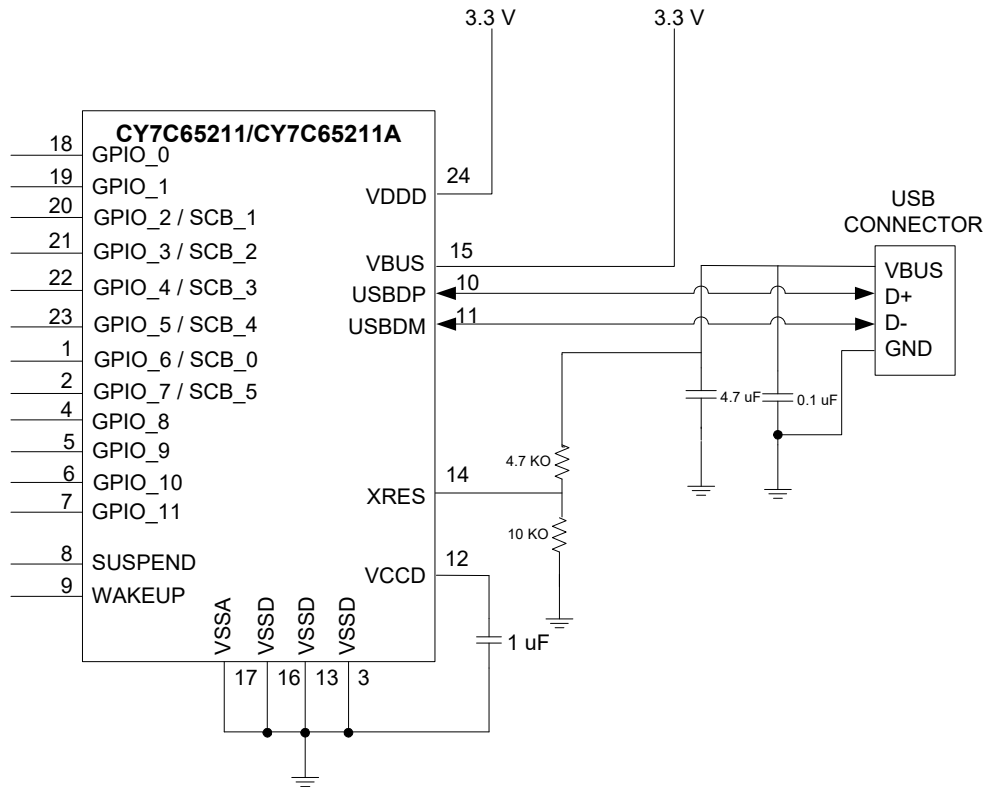 3.3 V
3.3 V
CY7C65211/CY7C65211A
18
GPIO_0
19
GPIO_1
20
GPIO_2 / SCB_1
21
GPIO_3 / SCB_2
22
GPIO_4 / SCB_3
23
GPIO_5 / SCB_4
1
GPIO_6 / SCB_0
2
GPIO_7 / SCB_5
4
GPIO_8
5
GPIO_9
6
GPIO_10
7
GPIO_11
8
SUSPEND
9
WAKEUP
VDDD
24
VBUS
15
USBDP
10
USBDM
11
XRES
14
VCCD
12
VSSA
VSSD
VSSD
VSSD
17
16
13
3
1 uF
4.7 KO
10 KO
4.7 uF
0.1 uF
USB
CONNECTOR
VBUS
D+
D-
GND